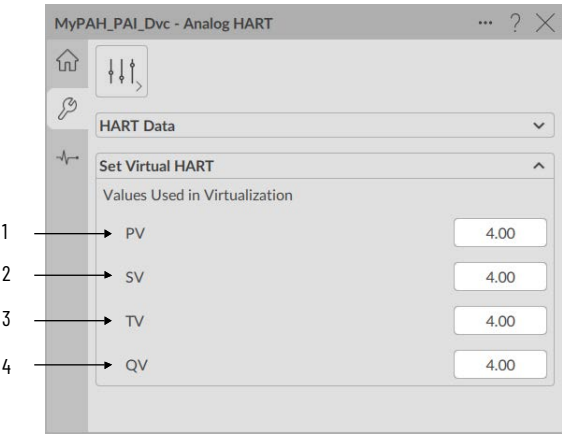 MyPAH_PAI_Dvc - Analog HART ... ?
HART Data
Set Virtual HART
Values Used in Virtualization
1 PV 4.00
2 SV 4.00
3 TV 4.00
4 QV 4.00